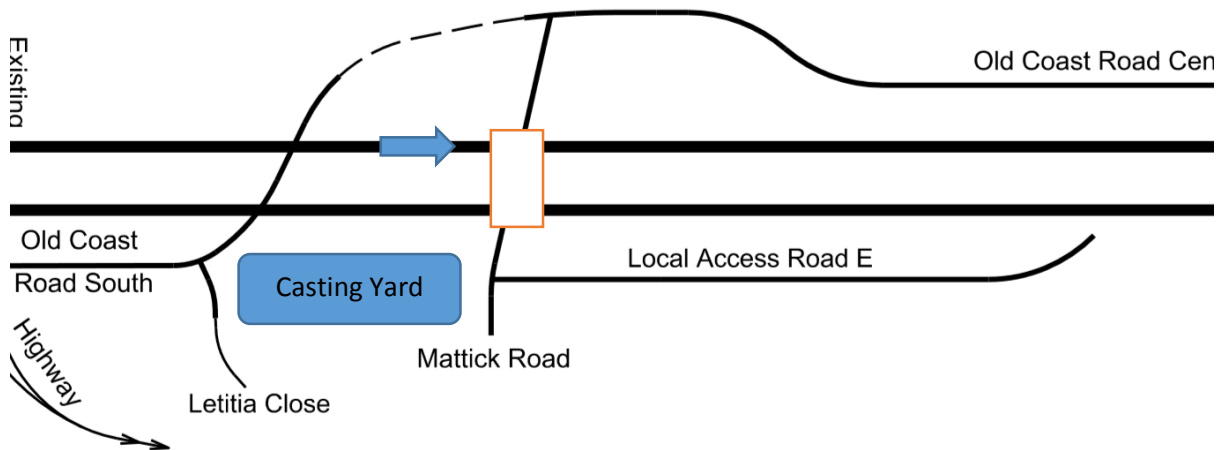 Existing
Old Coast Road Cen
Old Coast
Road South
Casting Yard
Local Access Road E
Mattick Road
Highway
Letitia Close